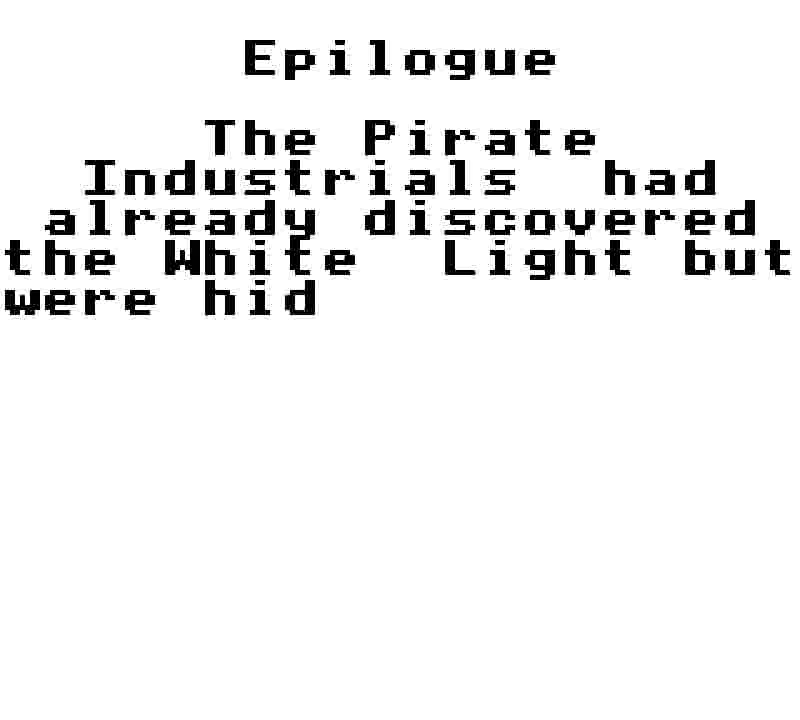 Epilogue
The Pirate
Industrials  had
already discovered
the White  Light but
were hid